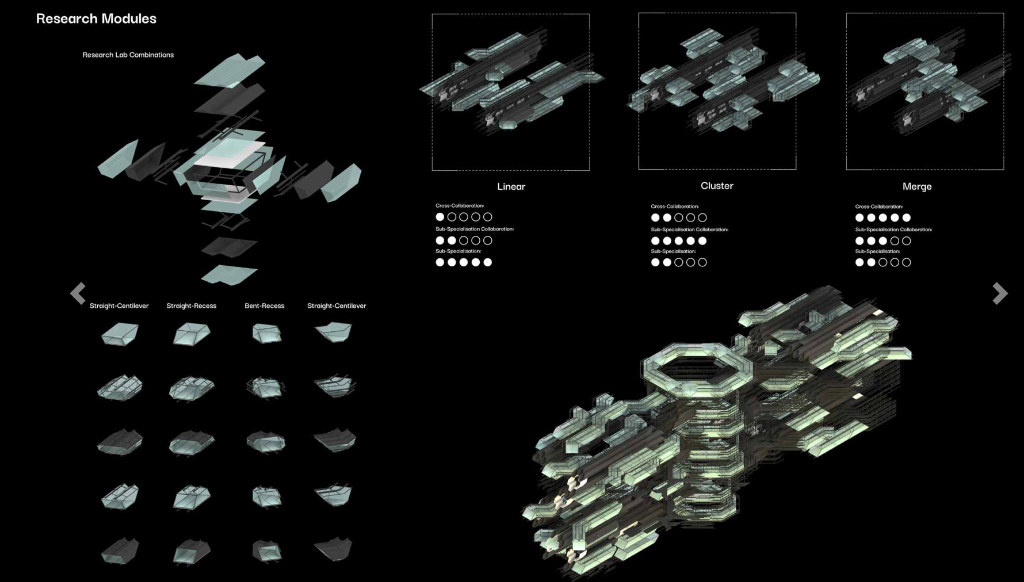 Research Modules
Research Lab Combinations
Straight-Centilever
Straight-Recess
Bent-Recess
Straight-Centilever
Linear
Cross-Collaboration:
Sub-Specialisation Collaboration:
Sub-Specialisation:
Cluster
Cross-Collaboration:
Sub-Specialisation Collaboration:
Sub-Specialisation:
Merge
Cross-Collaboration:
Sub-Specialisation Collaboration:
Sub-Specialisation: